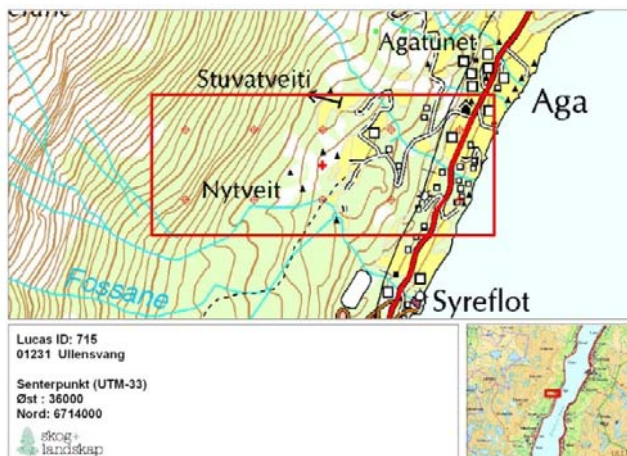 Agatunet
Stuvatveiti
Aga
Nytveit
Fossane
Syreflot
Lucas ID: 715
01231 Ullensvang
Senterpunkt (UTM-33)
Øst : 36000
Nord: 6714000
skog+
landskap